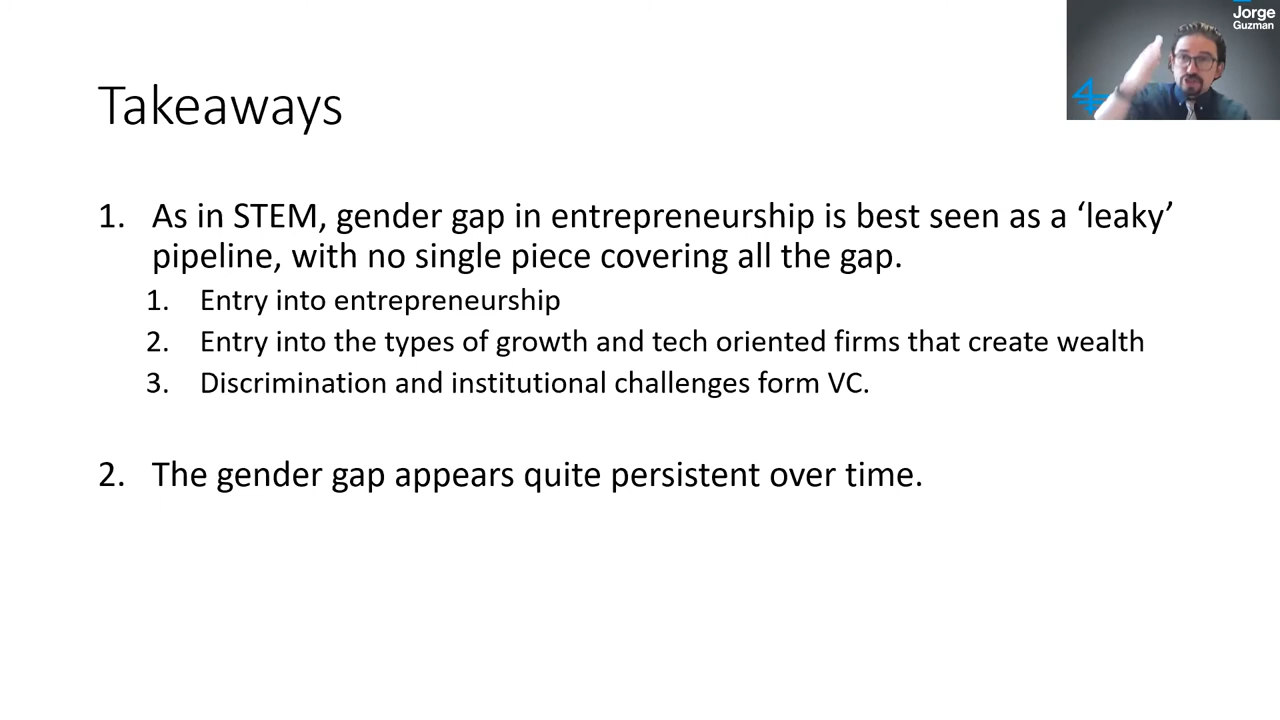 Jorge
Guzman
Takeaways
1. As in STEM, gender gap in entrepreneurship is best seen as a ‘leaky’
pipeline, with no single piece covering all the gap.
1. Entry into entrepreneurship
2. Entry into the types of growth and tech oriented firms that create wealth
3. Discrimination and institutional challenges form VC.
2. The gender gap appears quite persistent over time.